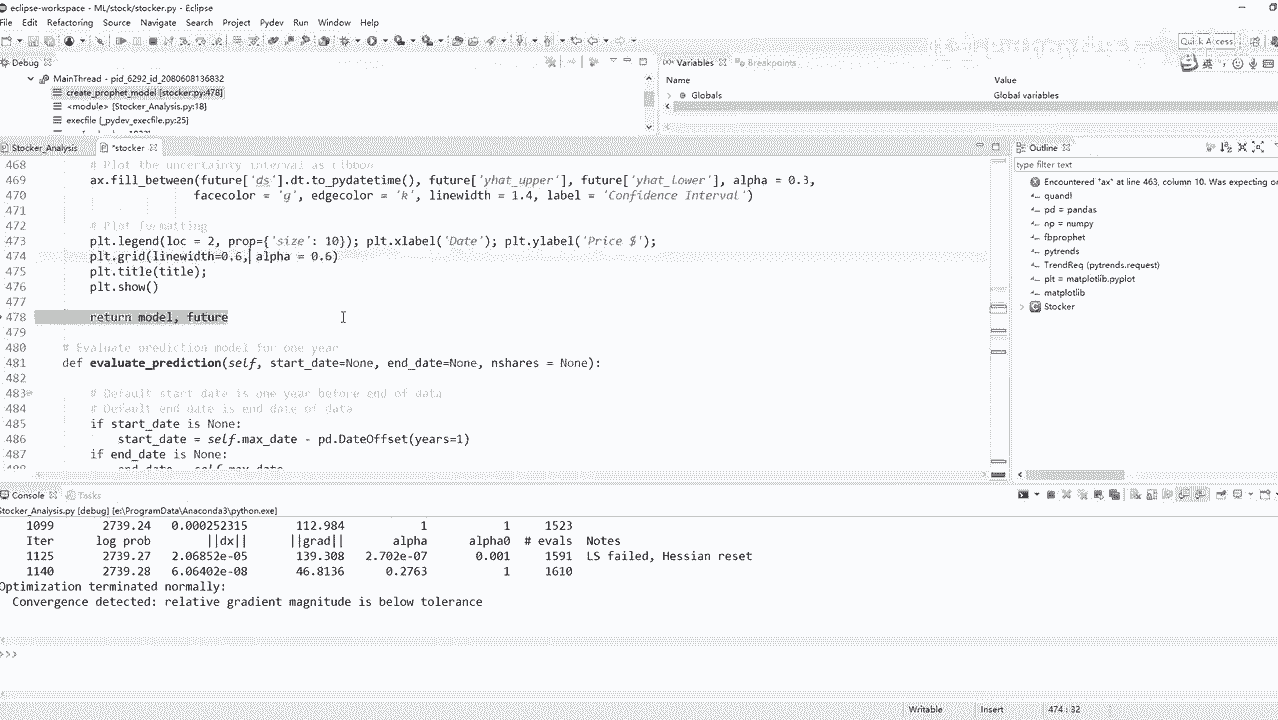 eclipse-workspace - ML/stock/stocker.py - Eclipse
File Edit Refactoring Source Navigate Search Project Pydev Run Window Help
Quick Access
Debug
Variables Breakpoints
MainThread - pid_6292_id_2080608136832
create_prophet_model [stocker.py:478]
<module> [Stocker_Analysis.py:18]
execfile [_pydev_execfile.py:25]
Name Value
Globals Global variables
Stocker_Analysis *stocker
468 # Plot the uncertainty interval as ribbon
469 ax.fill_between(future['ds'].dt.to_pydatetime(), future['yhat_upper'], future['yhat_lower'], alpha = 0.3,
470 facecolor = 'g', edgecolor = 'k', linewidth = 1.4, label = 'Confidence Interval')
471
472 # Plot formatting
473 plt.legend(loc = 2, prop={'size': 10}); plt.xlabel('Date'); plt.ylabel('Price $');
474 plt.grid(linewidth=0.6, alpha = 0.6)
475 plt.title(title);
476 plt.show()
477
478 return model, future
479
480 # Evaluate prediction model for one year
481 def evaluate_prediction(self, start_date=None, end_date=None, nshares = None):
482
483 # Default start date is one year before end of data
484 # Default end date is end date of data
485 if start_date is None:
486 start_date = self.max_date - pd.DateOffset(years=1)
487 if end_date is None:
488 end_date = self.max_date
Outline
type filter text
Encountered "ax" at line 463, column 10. Was expecting o
quandl
pd = pandas
np = numpy
fbprophet
pytrends
TrendReq (pytrends.request)
plt = matplotlib.pyplot
matplotlib
Stocker
Console Tasks
Stocker_Analysis.py [debug] [e:\ProgramData\Anaconda3\python.exe]
1099 2739.24 0.000252315 112.984 1 1 1523
Iter log prob ||dx|| ||grad|| alpha alpha0 # evals Notes
1125 2739.27 2.06852e-05 139.308 2.702e-07 0.001 1591 LS failed, Hessian reset
1140 2739.28 6.06402e-08 46.8136 0.2763 1 1610
Optimization terminated normally:
Convergence detected: relative gradient magnitude is below tolerance
>>>
Writable Insert 474 : 32